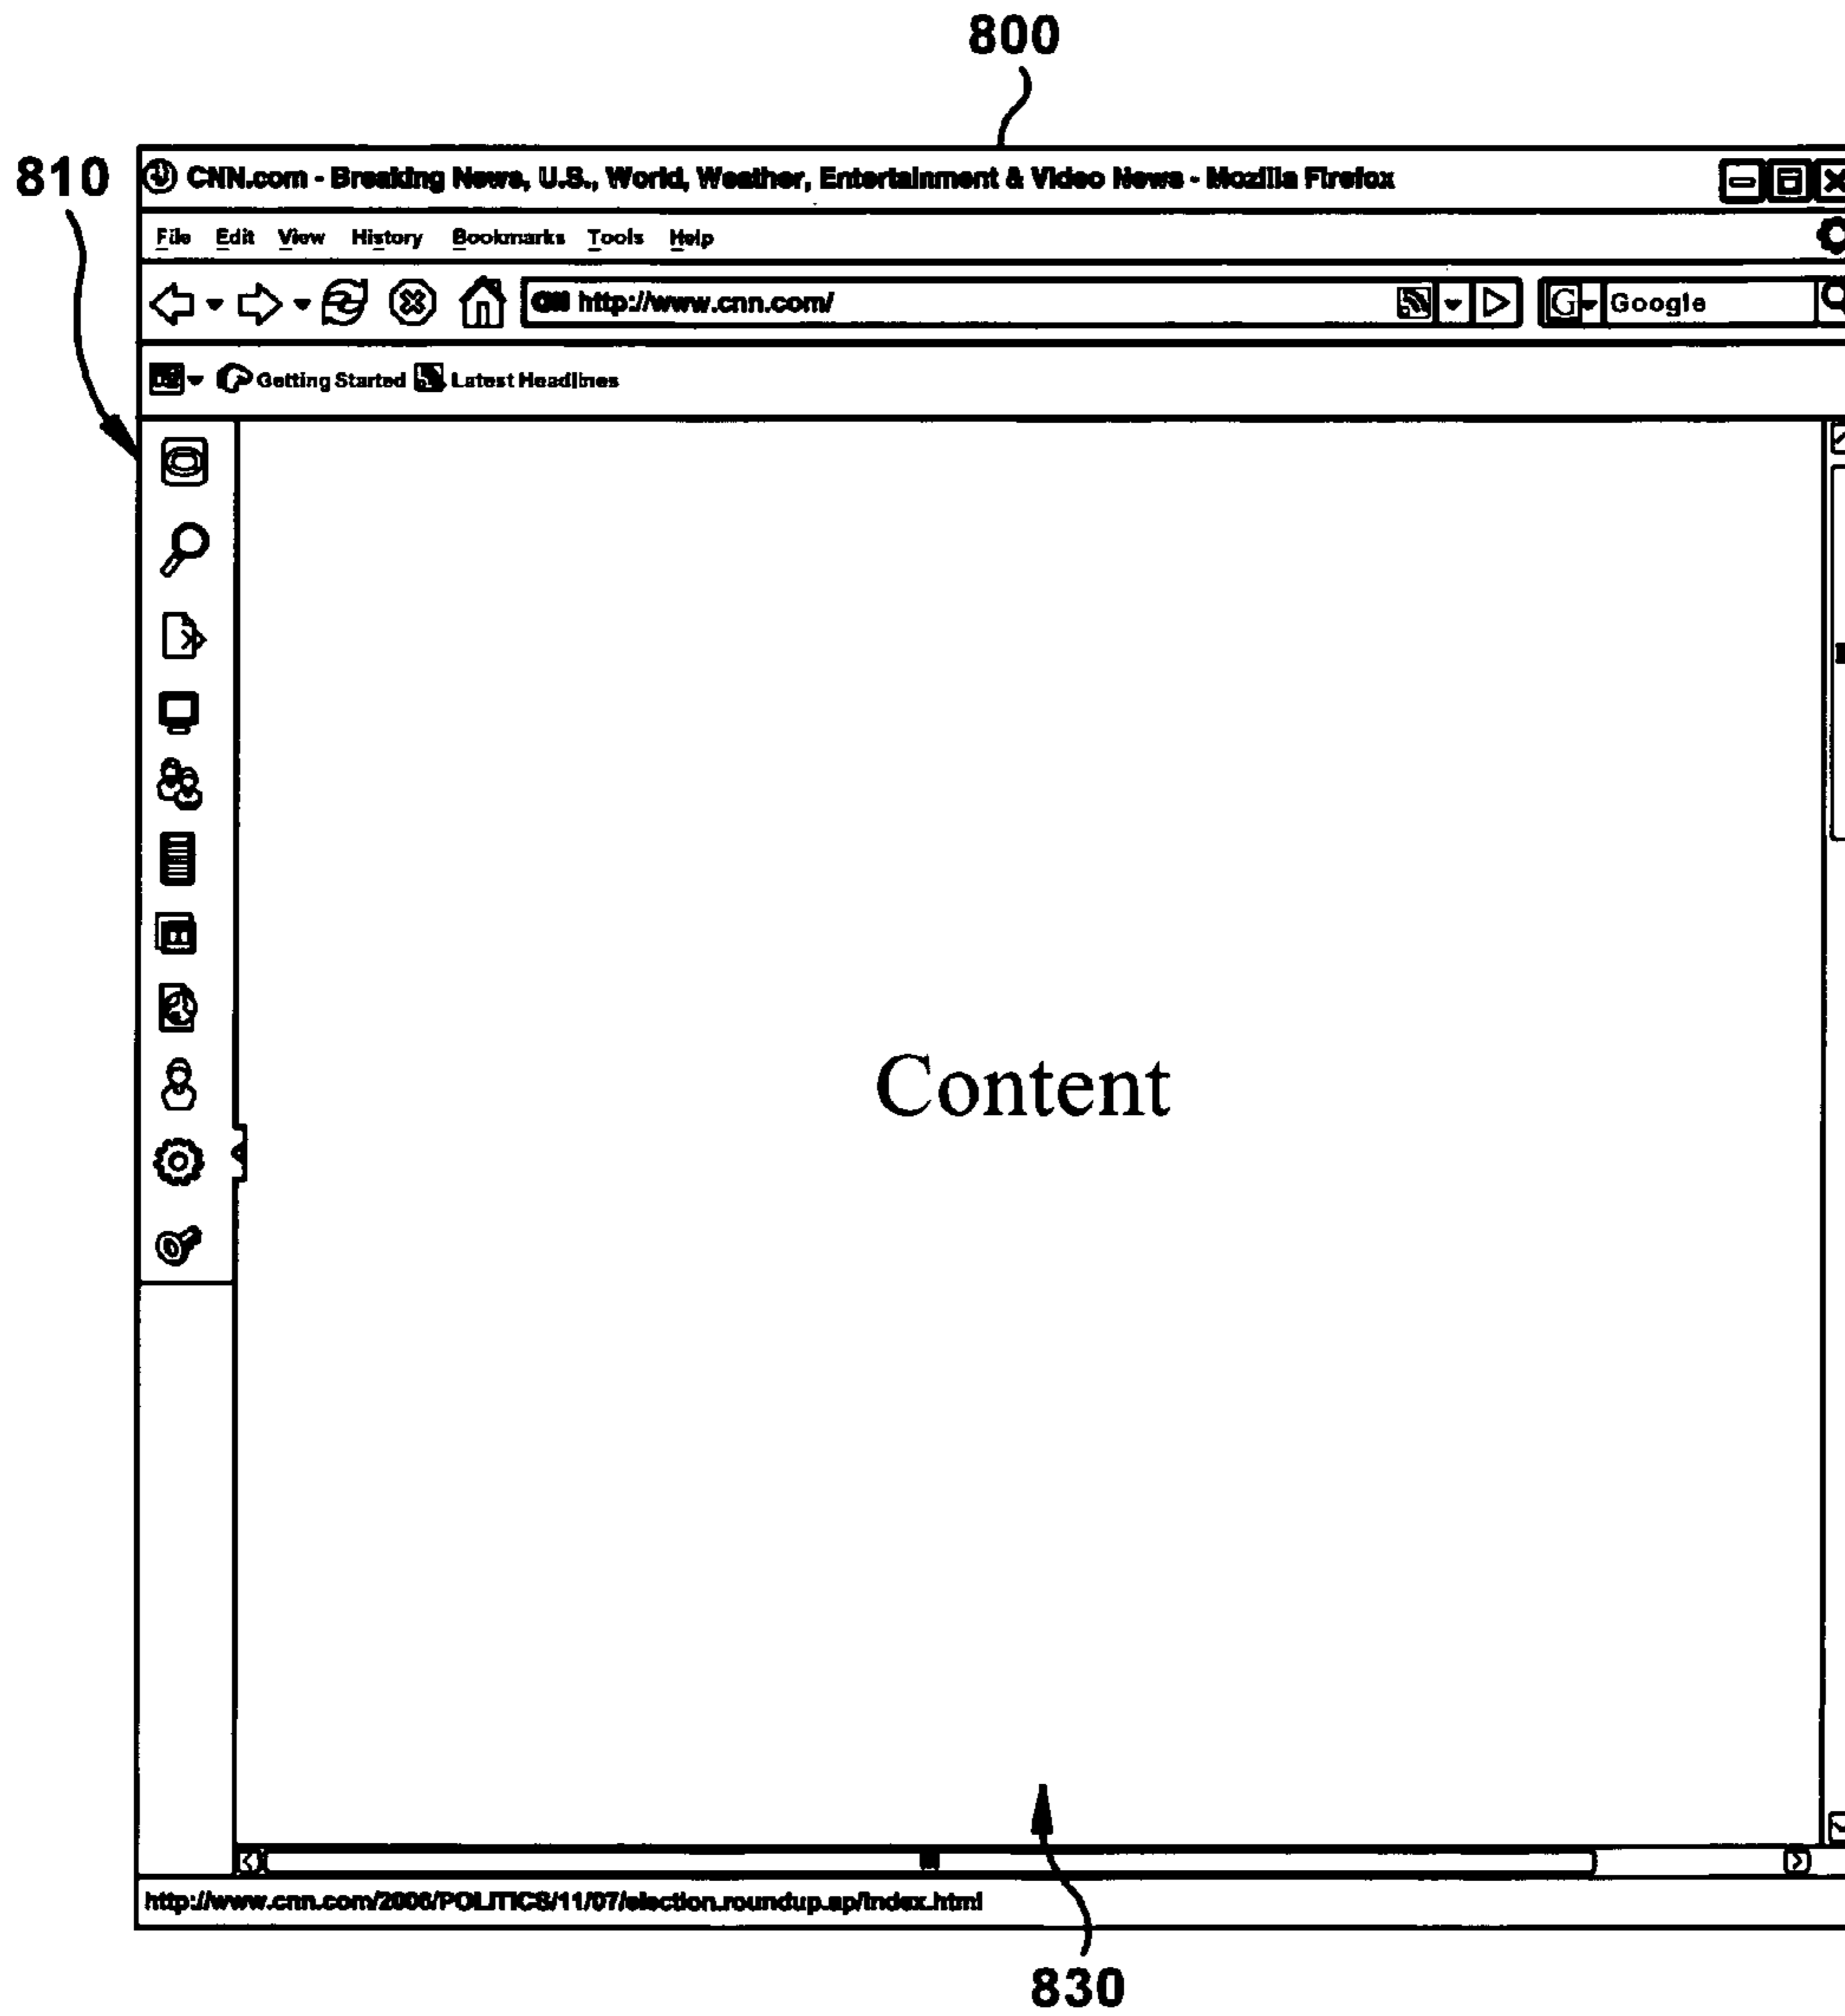 800
810
CNN.com - Breaking News, U.S., World, Weather, Entertainment & Video News - Mozilla Firefox
File Edit View History Bookmarks Tools Help
http://www.cnn.com/ G Google
Getting Started Latest Headlines
Content
http://www.cnn.com/2006/POLITICS/11/07/election.roundup.ap/index.html
830